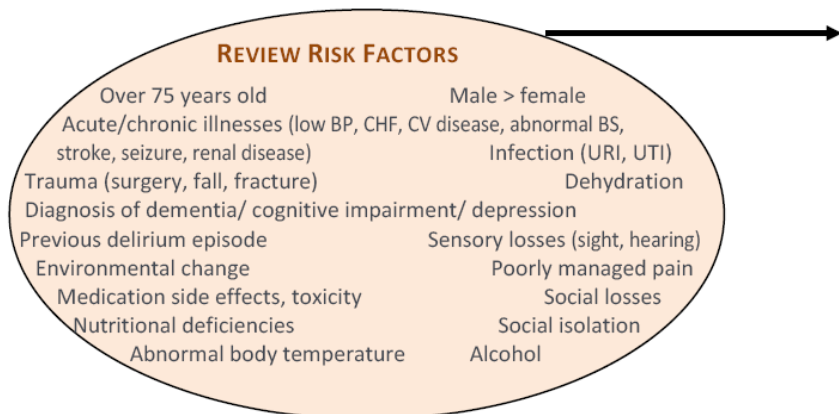 REVIEW RISK FACTORS
Over 75 years old Male > female
Acute/chronic illnesses (low BP, CHF, CV disease, abnormal BS,
stroke, seizure, renal disease) Infection (URI, UTI)
Trauma (surgery, fall, fracture) Dehydration
Diagnosis of dementia/ cognitive impairment/ depression
Previous delirium episode Sensory losses (sight, hearing)
Environmental change Poorly managed pain
Medication side effects, toxicity Social losses
Nutritional deficiencies Social isolation
Abnormal body temperature Alcohol